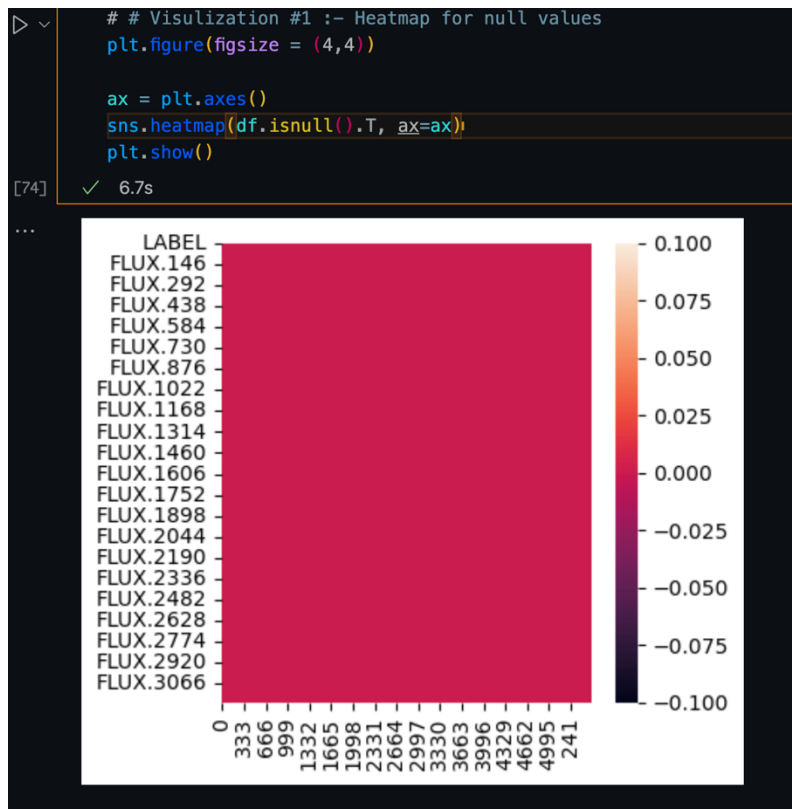 # # Visulization #1 :- Heatmap for null values
plt.figure(figsize = (4,4))
ax = plt.axes()
sns.heatmap(df.isnull().T, ax=ax)
plt.show()
[74] 6.7s
...
LABEL
FLUX.146
FLUX.292
FLUX.438
FLUX.584
FLUX.730
FLUX.876
FLUX.1022
FLUX.1168
FLUX.1314
FLUX.1460
FLUX.1606
FLUX.1752
FLUX.1898
FLUX.2044
FLUX.2190
FLUX.2336
FLUX.2482
FLUX.2628
FLUX.2774
FLUX.2920
FLUX.3066
0
333
666
999
1332
1665
1998
2331
2664
2997
3330
3663
3996
4329
4662
4995
241
0.100
0.075
0.050
0.025
0.000
−0.025
−0.050
−0.075
−0.100